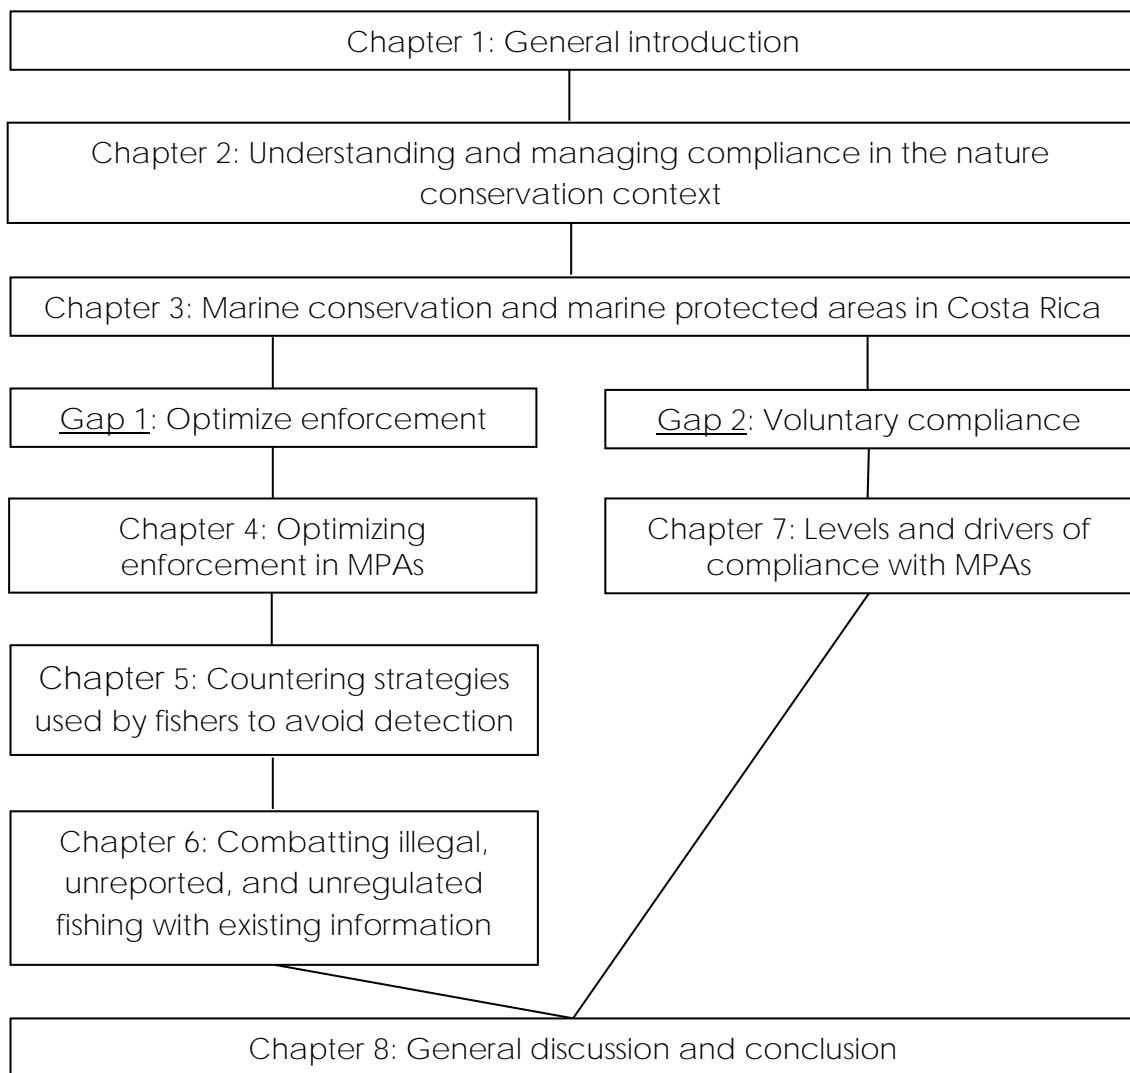 Chapter 1: General introduction
Chapter 2: Understanding and managing compliance in the nature
conservation context
Chapter 3: Marine conservation and marine protected areas in Costa Rica
Gap 1: Optimize enforcement
Gap 2: Voluntary compliance
Chapter 4: Optimizing
enforcement in MPAs
Chapter 7: Levels and drivers of
compliance with MPAs
Chapter 5: Countering strategies
used by fishers to avoid detection
Chapter 6: Combatting illegal,
unreported, and unregulated
fishing with existing information
Chapter 8: General discussion and conclusion